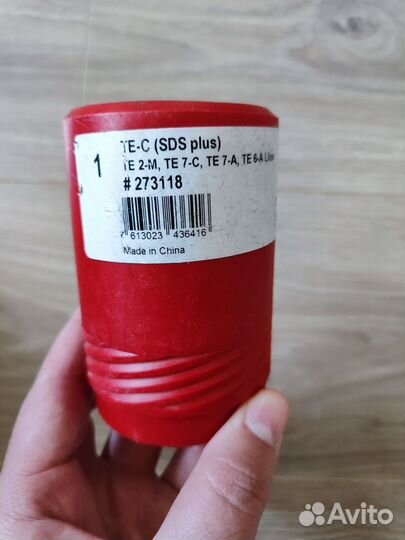 1
TE-C (SDS plus)
TE 2-M, TE 7-C, TE 7-A, TE 6-A
# 273118
7 613023 436416
Made in China
Avito